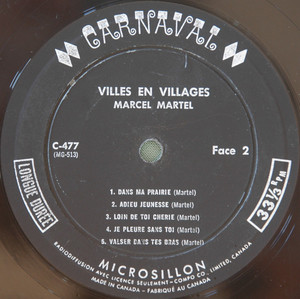 CARNAVAL
VILLES EN VILLAGES
MARCEL MARTEL
C-477
(MG-513)
Face 2
LONGUE DURÉE
33⅓ RPM
1. DANS MA PRAIRIE (Martel)
2. ADIEU JEUNESSE (Martel)
3. LOIN DE TOI CHERIE (Martel)
4. JE PLEURE SANS TOI (Martel)
5. VALSER DANS TES BRAS (Martel)
MICROSILLON
RADIODIFFUSION AVEC LICENCE SEULEMENT—COMPO CO., LIMITED, CANADA
MADE IN CANADA — FABRIQUÉ AU CANADA